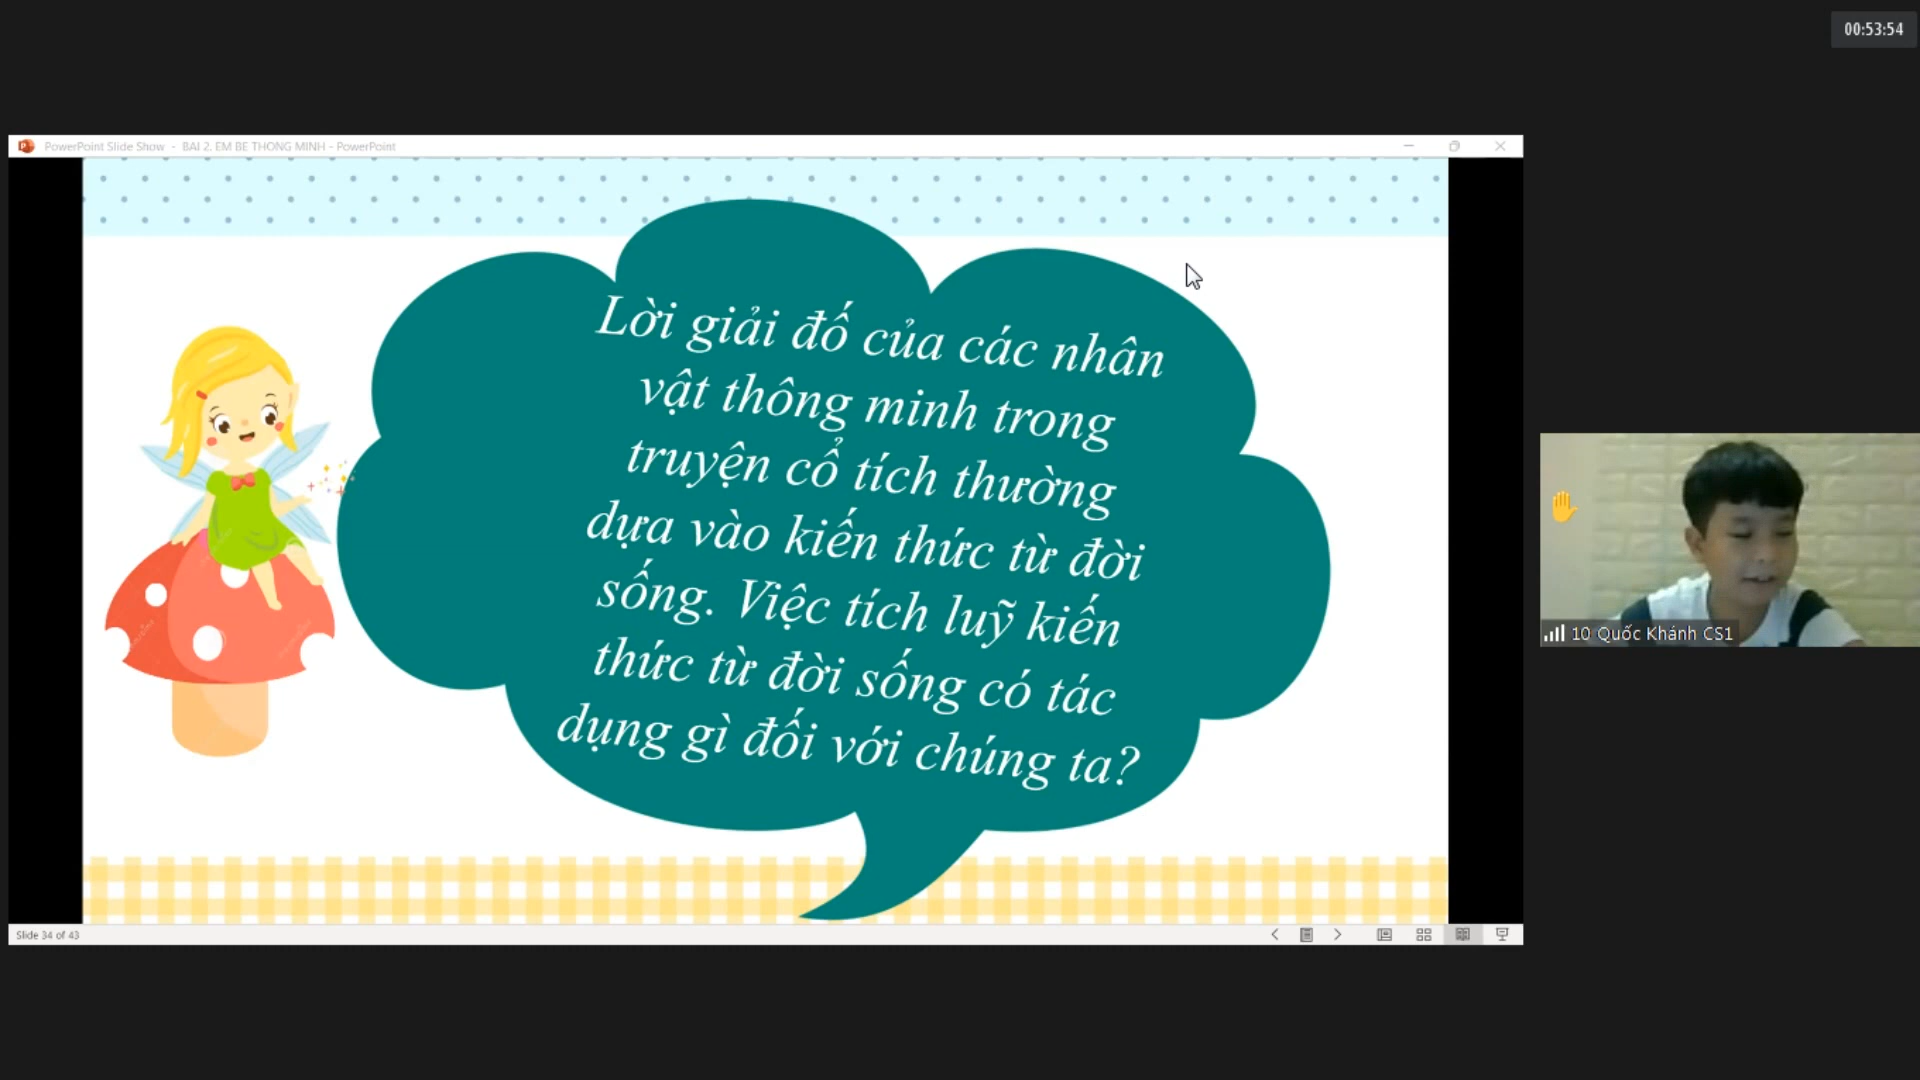 00:53:54
PowerPoint Slide Show - BAI 2. EM BE THONG MINH - PowerPoint
Lời giải đố của các nhân
vật thông minh trong
truyện cổ tích thường
dựa vào kiến thức từ đời
sống. Việc tích luỹ kiến
thức từ đời sống có tác
dụng gì đối với chúng ta?
10 Quốc Khánh CS1
Slide 34 of 43